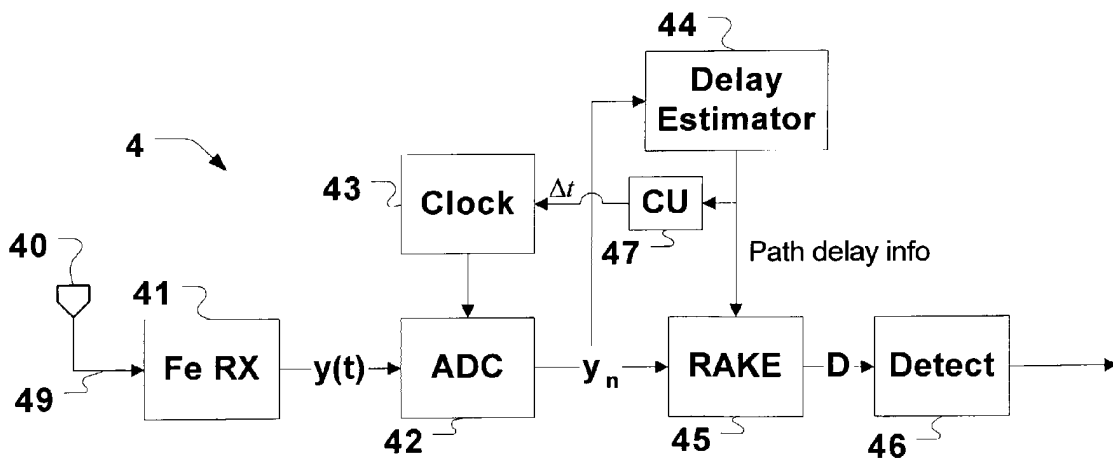 44
Delay
Estimator
4
43
Clock
Δt
CU
47
Path delay info
40
41
Fe RX
y(t)
ADC
yn
RAKE
D
Detect
49
42
45
46